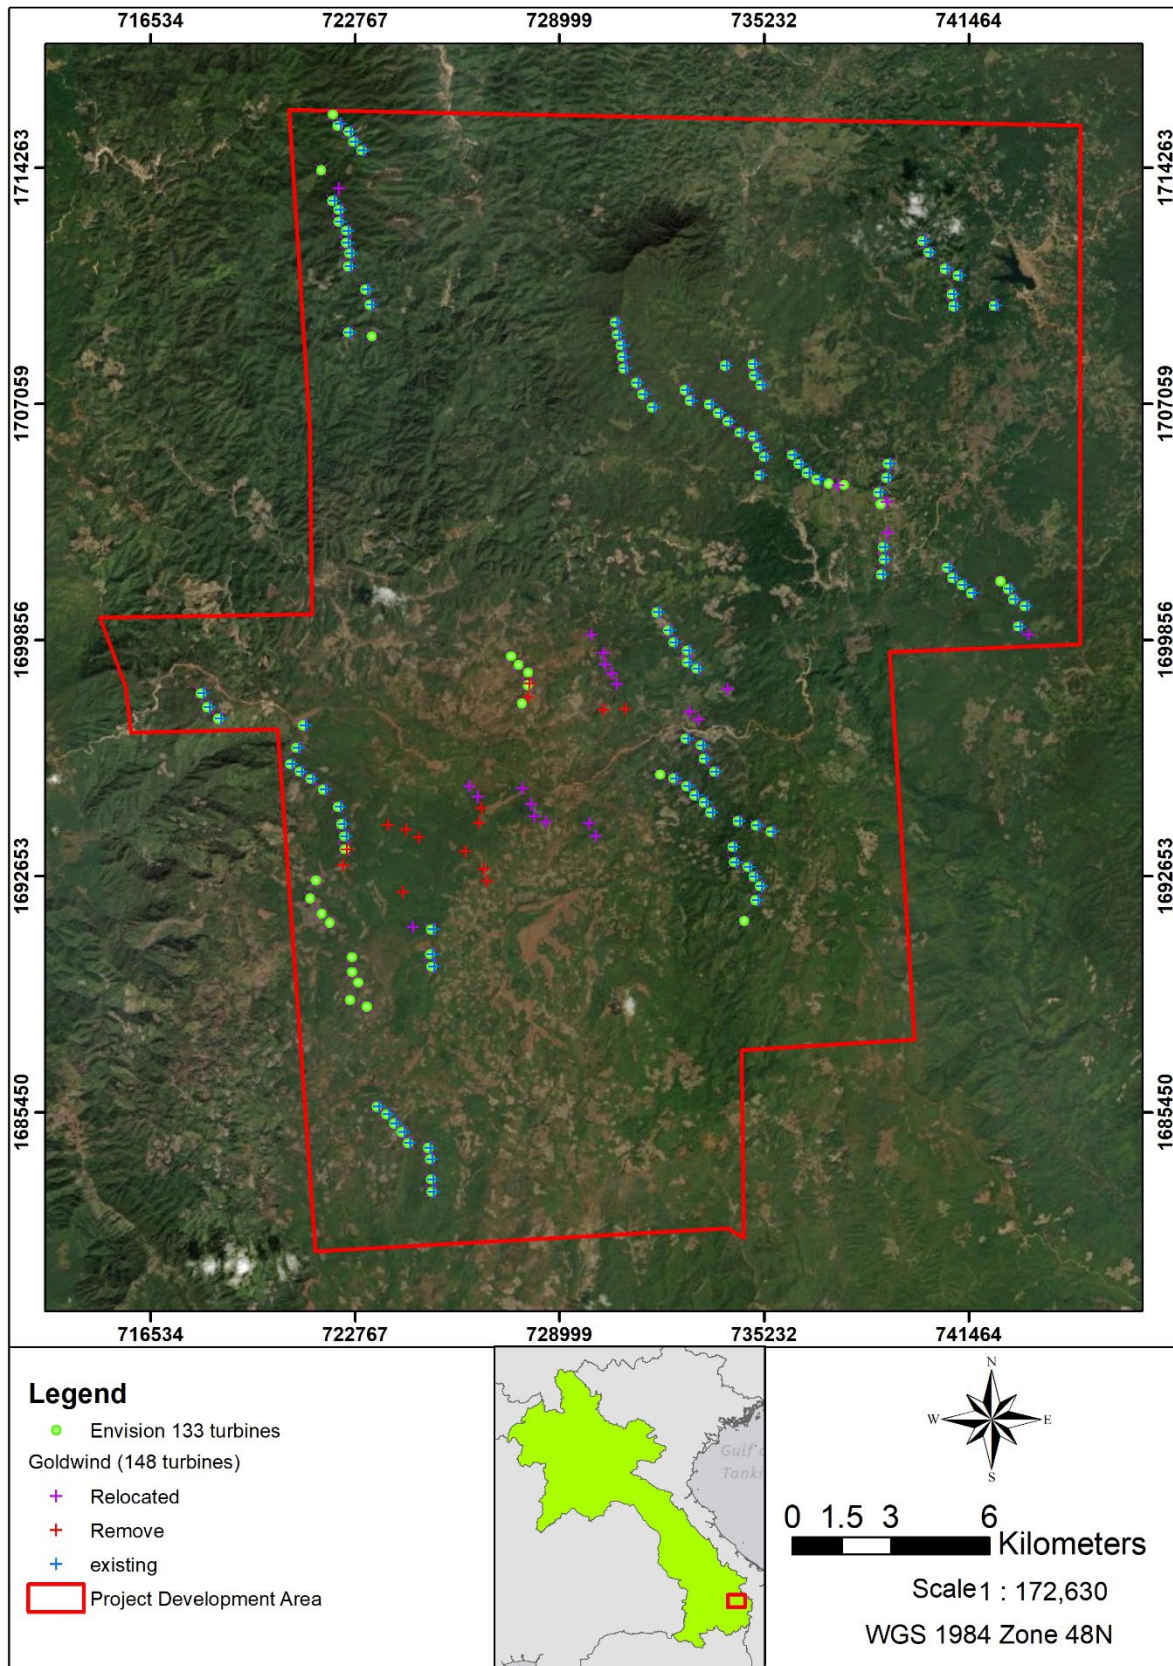 716534 722767 728999 735232 741464
1714263 1714263
1707059 1707059
1699856 1699856
1692653 1692653
1685450 1685450
716534 722767 728999 735232 741464
Legend
Envision 133 turbines
Goldwind (148 turbines)
Relocated
Remove
existing
Project Development Area
Gulf o
Tonki
N
W E
S
0 1.5 3 6
Kilometers
Scale 1 : 172,630
WGS 1984 Zone 48N